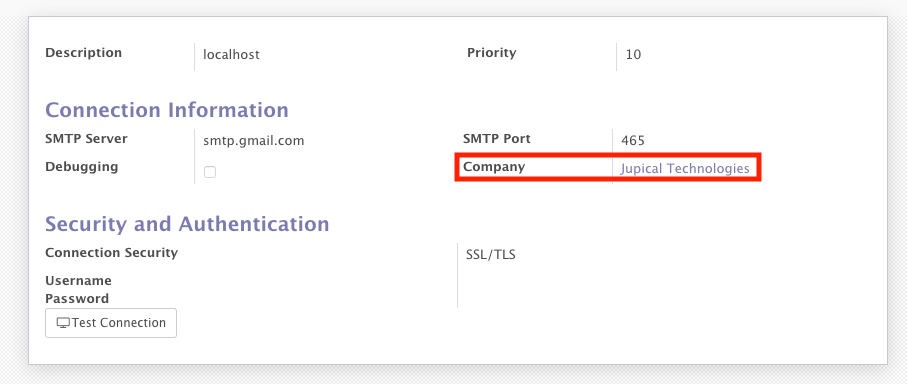 Description localhost Priority 10
Connection Information
SMTP Server smtp.gmail.com SMTP Port 465
Debugging Company Jupical Technologies
Security and Authentication
Connection Security SSL/TLS
Username
Password
Test Connection